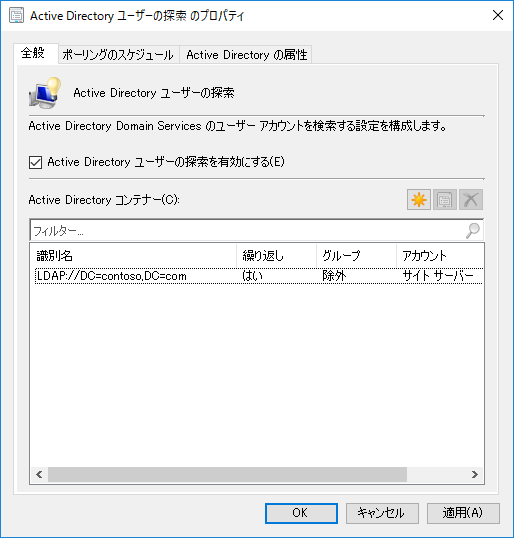 Active Directory ユーザーの探索 のプロパティ
全般 ポーリングのスケジュール Active Directory の属性
Active Directory ユーザーの探索
Active Directory Domain Services のユーザー アカウントを検索する設定を構成します。
Active Directory ユーザーの探索を有効にする(E)
Active Directory コンテナー(C):
フィルター...
識別名 繰り返し グループ アカウント
LDAP://DC=contoso,DC=com はい 除外 サイト サーバー
OK キャンセル 適用(A)